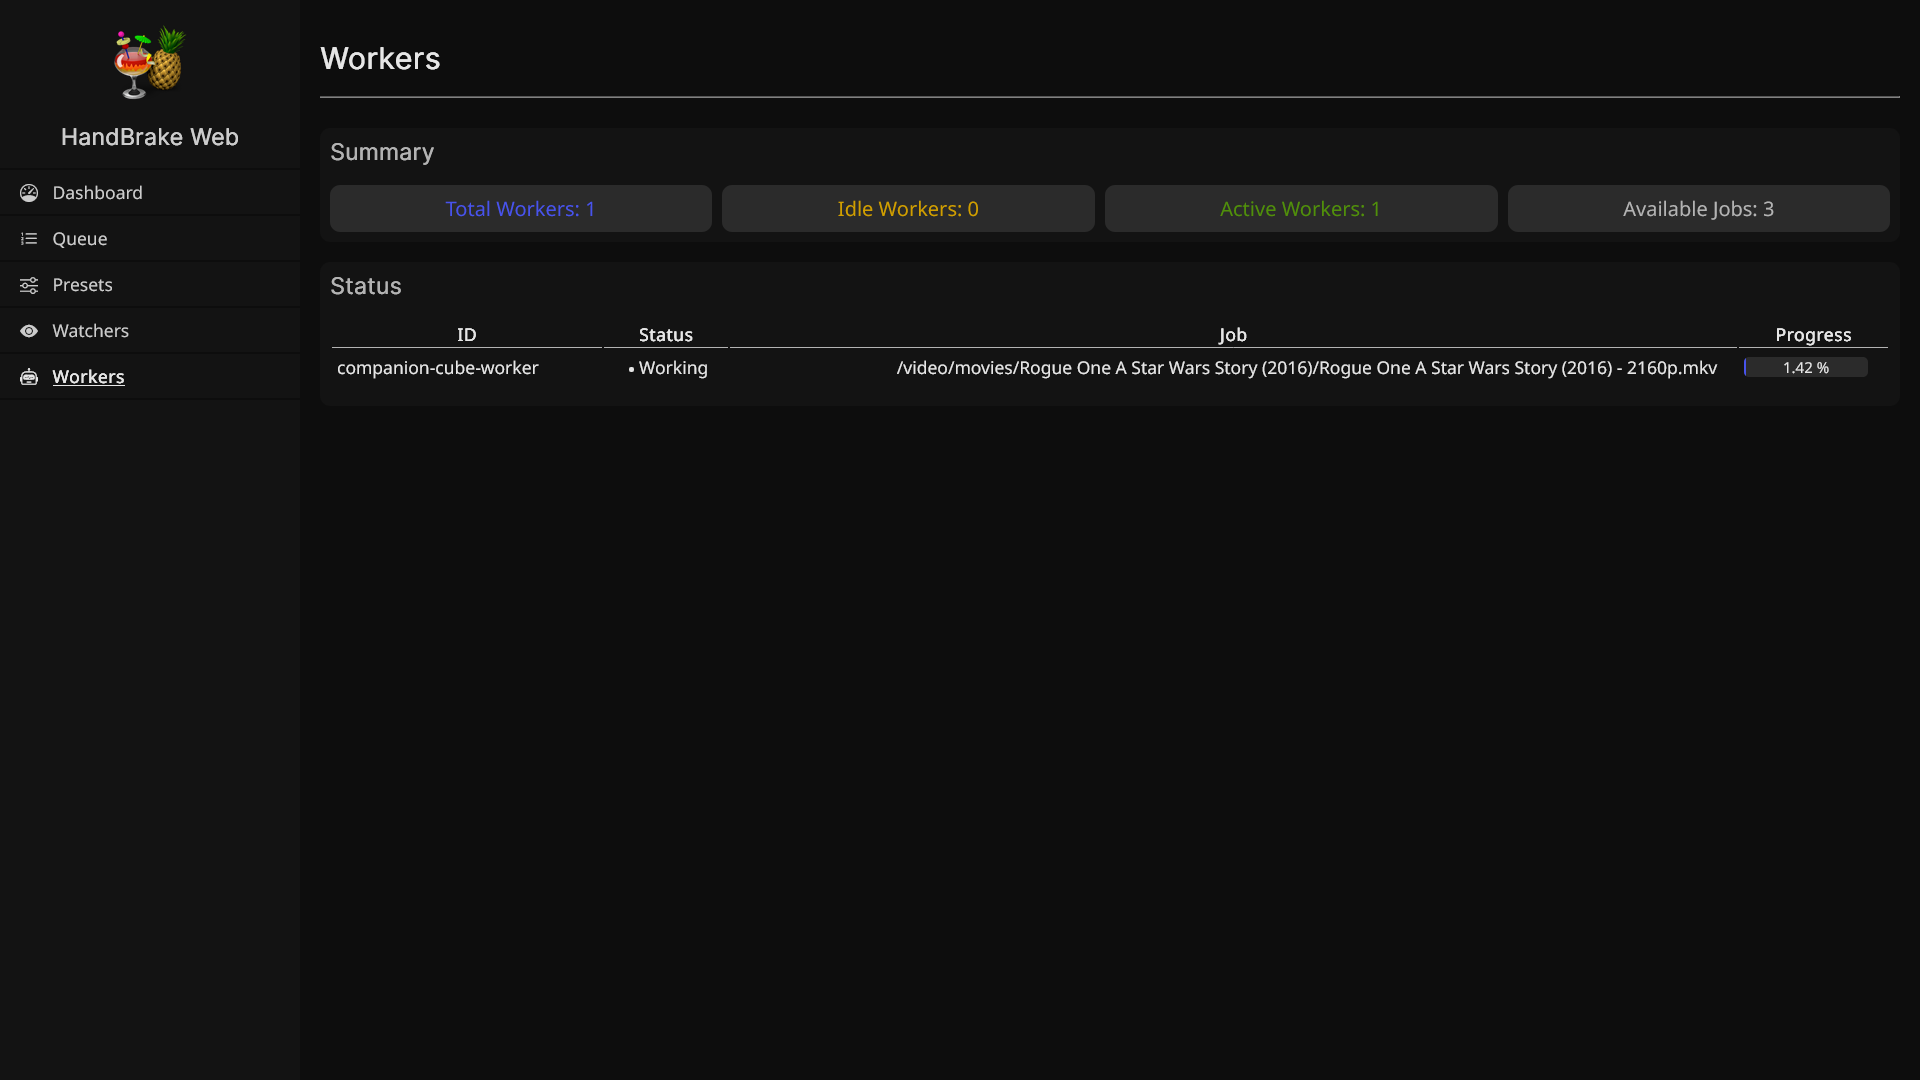 HandBrake Web
Dashboard
Queue
Presets
Watchers
Workers
Workers
Summary
Total Workers: 1
Idle Workers: 0
Active Workers: 1
Available Jobs: 3
Status
ID Status Job Progress
companion-cube-worker • Working /video/movies/Rogue One A Star Wars Story (2016)/Rogue One A Star Wars Story (2016) - 2160p.mkv 1.42 %